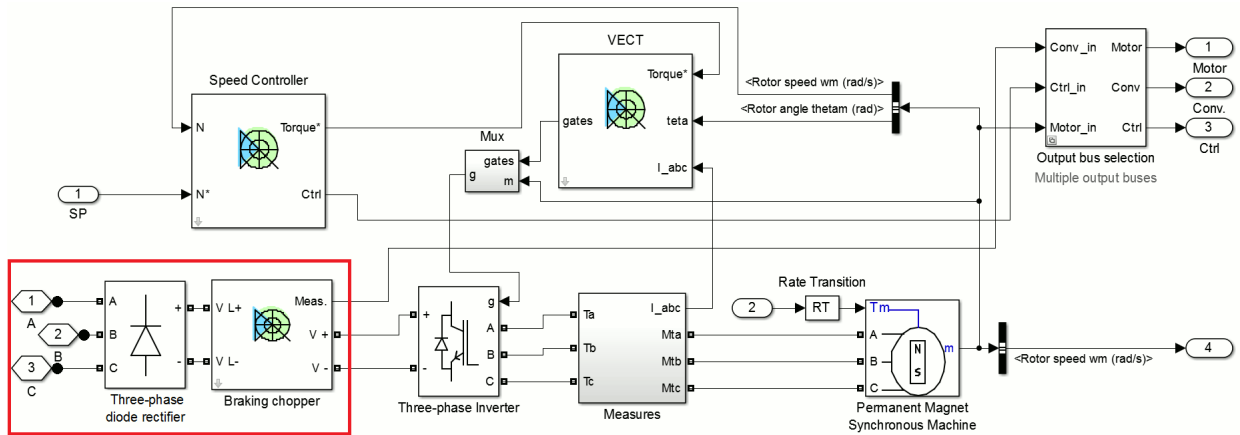 VECT
Speed Controller
N
N*
Torque*
Ctrl
1
SP
Mux
gates
m
g
gates
Torque*
teta
I_abc
<Rotor speed wm (rad/s)>
<Rotor angle thetam (rad)>
Conv_in
Ctrl_in
Motor_in
Motor
Conv
Ctrl
Output bus selection
Multiple output buses
1
Motor
2
Conv.
3
Ctrl
1
A
2
B
3
C
A
B
C
+
-
Three-phase
diode rectifier
V L+
V L-
Meas.
V +
V -
Braking chopper
g
+
-
A
B
C
Three-phase Inverter
Ta
Tb
Tc
I_abc
Mta
Mtb
Mtc
Measures
2
Rate Transition
RT
Tm
A
B
C
N
S
m
Permanent Magnet
Synchronous Machine
<Rotor speed wm (rad/s)>
4